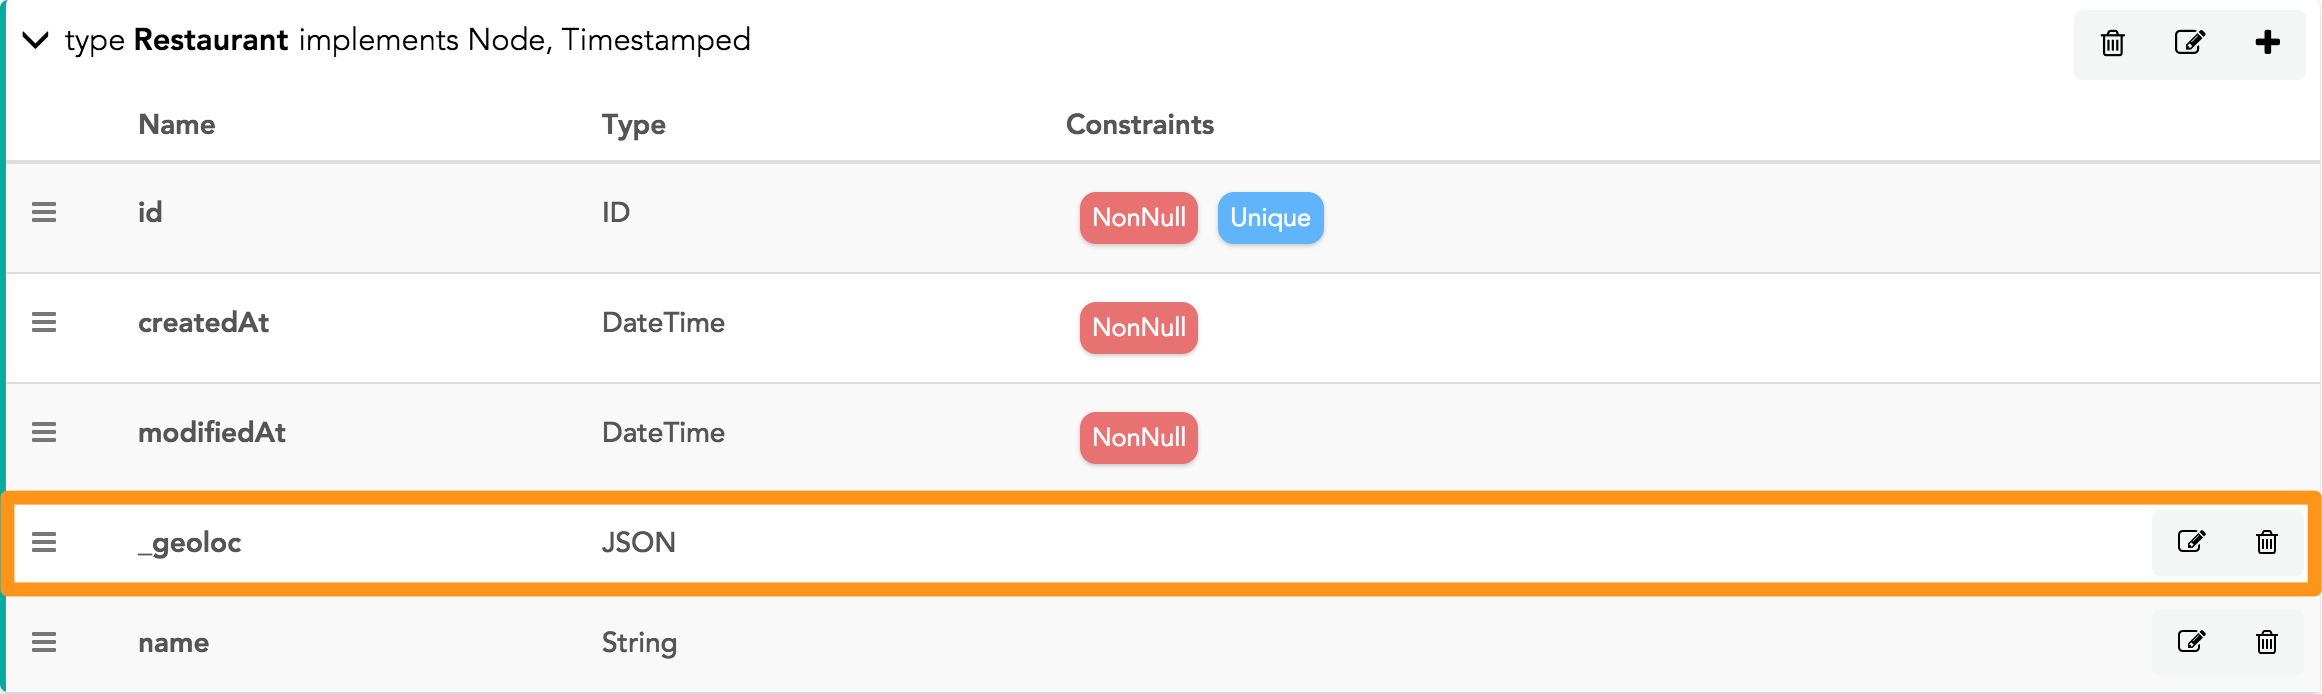 type Restaurant implements Node, Timestamped
Name Type Constraints
id ID NonNull Unique
createdAt DateTime NonNull
modifiedAt DateTime NonNull
_geoloc JSON
name String